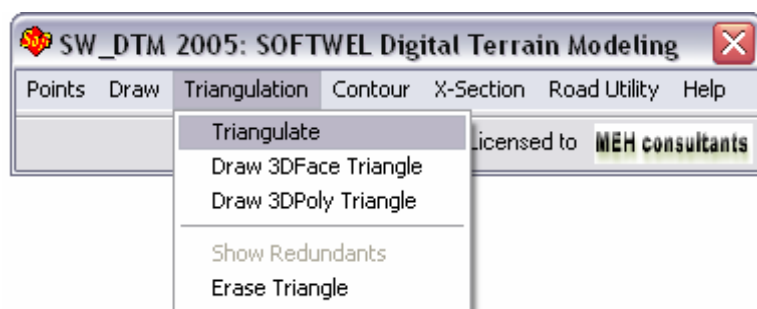 SW_DTM 2005: SOFTWEL Digital Terrain Modeling
Points Draw Triangulation Contour X-Section Road Utility Help
Triangulate
Licensed to MEH consultants
Draw 3DFace Triangle
Draw 3DPoly Triangle
Show Redundants
Erase Triangle